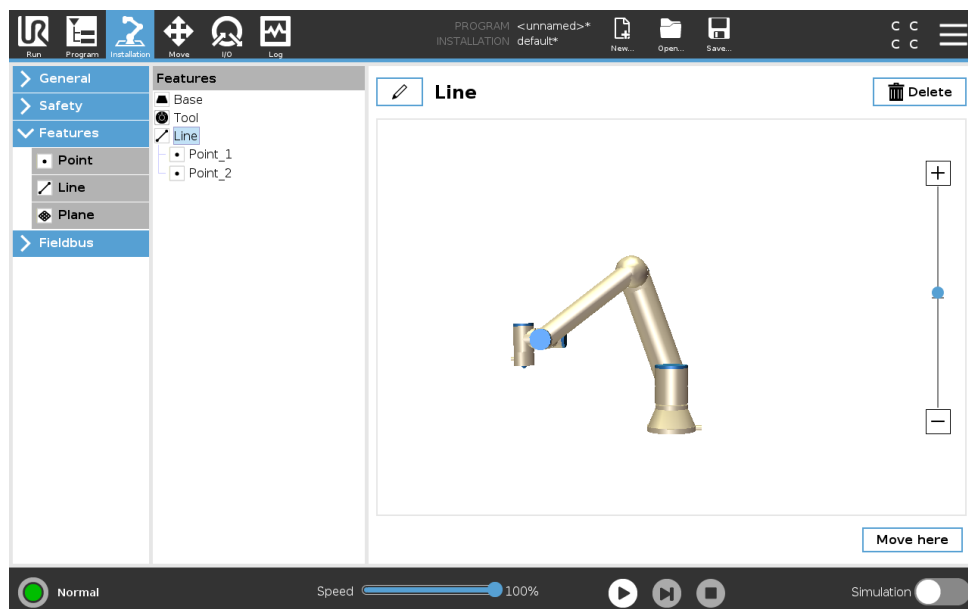 UR
Run
Program
Installation
Move
I/O
Log
PROGRAM <unnamed>*
INSTALLATION default*
New...
Open...
Save...
C C
C C
General
Safety
Features
Point
Line
Plane
Fieldbus
Features
Base
Tool
Line
Point_1
Point_2
Line
Delete
+
−
Move here
Normal
Speed
100%
Simulation